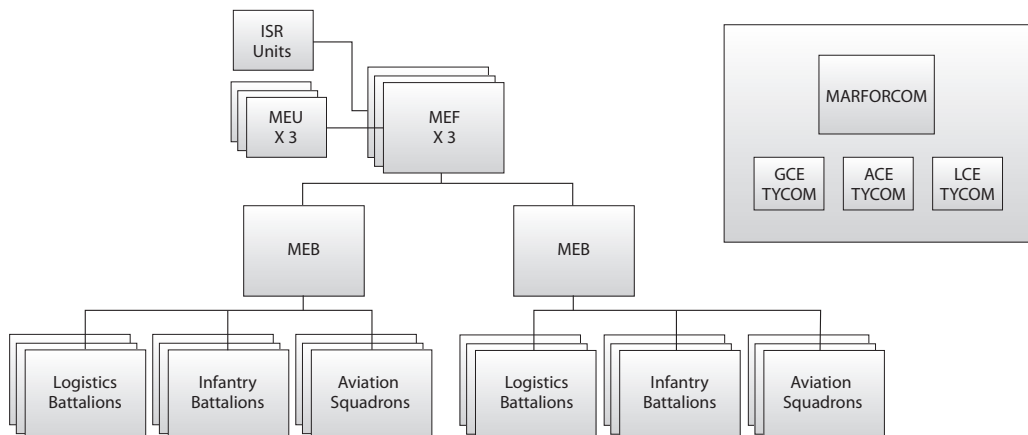 ISR
Units
MEU
X 3
MEF
X 3
MARFORCOM
GCE
TYCOM
ACE
TYCOM
LCE
TYCOM
MEB
MEB
Logistics
Battalions
Infantry
Battalions
Aviation
Squadrons
Logistics
Battalions
Infantry
Battalions
Aviation
Squadrons